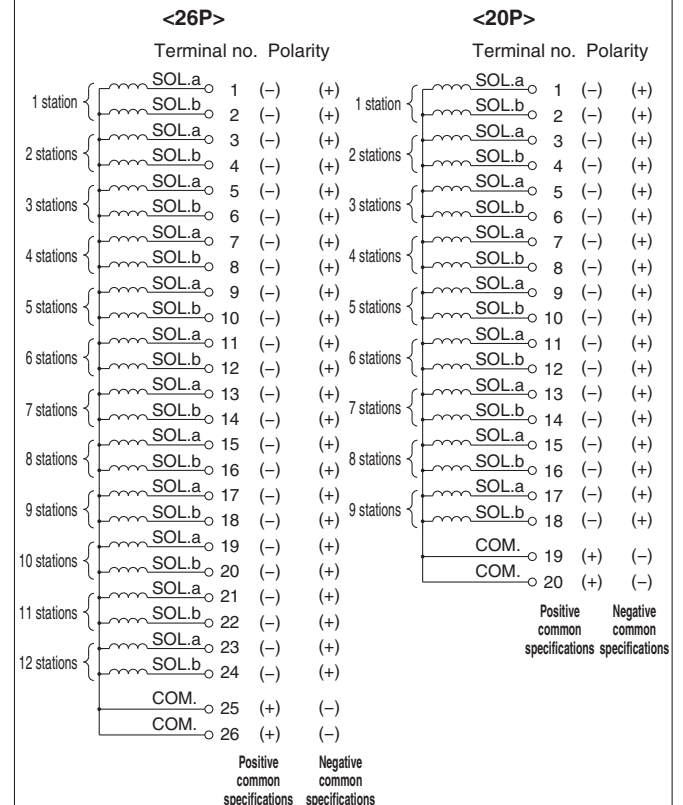 <26P>
Terminal no. Polarity
1 station
SOL.a 1 (–) (+)
SOL.b 2 (–) (+)
2 stations
SOL.a 3 (–) (+)
SOL.b 4 (–) (+)
3 stations
SOL.a 5 (–) (+)
SOL.b 6 (–) (+)
4 stations
SOL.a 7 (–) (+)
SOL.b 8 (–) (+)
5 stations
SOL.a 9 (–) (+)
SOL.b 10 (–) (+)
6 stations
SOL.a 11 (–) (+)
SOL.b 12 (–) (+)
7 stations
SOL.a 13 (–) (+)
SOL.b 14 (–) (+)
8 stations
SOL.a 15 (–) (+)
SOL.b 16 (–) (+)
9 stations
SOL.a 17 (–) (+)
SOL.b 18 (–) (+)
10 stations
SOL.a 19 (–) (+)
SOL.b 20 (–) (+)
11 stations
SOL.a 21 (–) (+)
SOL.b 22 (–) (+)
12 stations
SOL.a 23 (–) (+)
SOL.b 24 (–) (+)
COM. 25 (+) (–)
COM. 26 (+) (–)
Positive
common
specifications
Negative
common
specifications
<20P>
Terminal no. Polarity
1 station
SOL.a 1 (–) (+)
SOL.b 2 (–) (+)
2 stations
SOL.a 3 (–) (+)
SOL.b 4 (–) (+)
3 stations
SOL.a 5 (–) (+)
SOL.b 6 (–) (+)
4 stations
SOL.a 7 (–) (+)
SOL.b 8 (–) (+)
5 stations
SOL.a 9 (–) (+)
SOL.b 10 (–) (+)
6 stations
SOL.a 11 (–) (+)
SOL.b 12 (–) (+)
7 stations
SOL.a 13 (–) (+)
SOL.b 14 (–) (+)
8 stations
SOL.a 15 (–) (+)
SOL.b 16 (–) (+)
9 stations
SOL.a 17 (–) (+)
SOL.b 18 (–) (+)
COM. 19 (+) (–)
COM. 20 (+) (–)
Positive
common
specifications
Negative
common
specifications